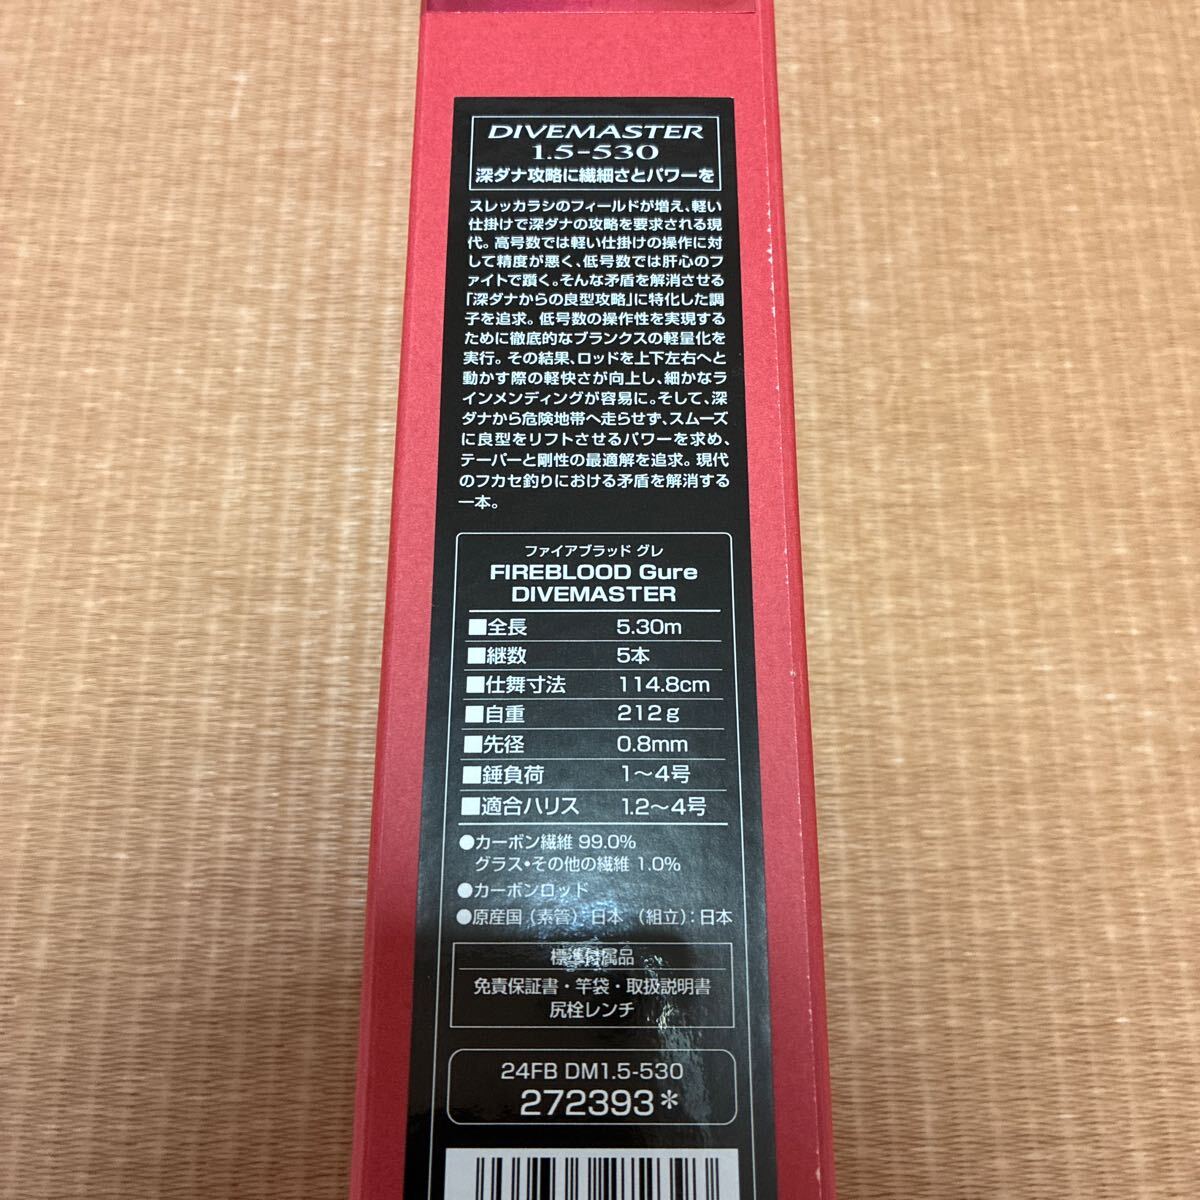 DIVEMASTER
1.5-530
深ダナ攻略に繊細さとパワーを
スレッカラシのフィールドが増え、軽い
仕掛けで深ダナの攻略を要求される現
代。高号数では軽い仕掛けの操作に対
して精度が悪く、低号数では肝心のフ
ァイトで躓く。そんな矛盾を解消させる
「深ダナからの良型攻略」に特化した調
子を追求。低号数の操作性を実現する
ために徹底的なブランクスの軽量化を
実行。その結果、ロッドを上下左右へと
動かす際の軽快さが向上し、細かなラ
インメンディングが容易に。そして、深
ダナから危険地帯へ走らせず、スムーズ
に良型をリフトさせるパワーを求め、
テーパーと剛性の最適解を追求。現代
のフカセ釣りにおける矛盾を解消する
一本。
ファイアブラッド グレ
FIREBLOOD Gure
DIVEMASTER
■全長 5.30m
■継数 5本
■仕舞寸法 114.8cm
■自重 212g
■先径 0.8mm
■錘負荷 1〜4号
■適合ハリス 1.2〜4号
●カーボン繊維 99.0%
グラス・その他の繊維 1.0%
●カーボンロッド
●原産国（素管）:日本 （組立）:日本
標準付属品
免責保証書・竿袋・取扱説明書
尻栓レンチ
24FB DM1.5-530
272393*